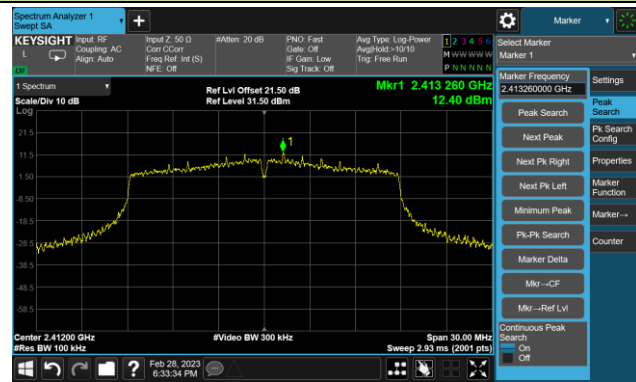 Spectrum Analyzer 1
Swept SA
Marker
KEYSIGHT
L
LW
Input: RF
Coupling: AC
Align: Auto
Input Z: 50 Ω
Corr CCorr
Freq Ref: Int (S)
NFE: Off
#Atten: 20 dB
PNO: Fast
Gate: Off
IF Gain: Low
Sig Track: Off
Avg Type: Log-Power
Avg|Hold:>10/10
Trig: Free Run
1 2 3 4 5 6
M W W W W W
P N N N N N
Select Marker
Marker 1
1 Spectrum
Scale/Div 10 dB
Log
Ref Lvl Offset 21.50 dB
Ref Level 31.50 dBm
Mkr1 2.413 260 GHz
12.40 dBm
21.5
11.5
1.50
-8.50
-18.5
-28.5
-38.5
-48.5
-58.5
1
Center 2.41200 GHz
#Res BW 100 kHz
#Video BW 300 kHz
Span 30.00 MHz
Sweep 2.93 ms (2001 pts)
Marker Frequency
2.413260000 GHz
Peak Search
Next Peak
Next Pk Right
Next Pk Left
Minimum Peak
Pk-Pk Search
Marker Delta
Mkr→CF
Mkr→Ref Lvl
Continuous Peak
Search
On
Off
Settings
Peak
Search
Pk Search
Config
Properties
Marker
Function
Marker→
Counter
?
Feb 28, 2023
6:33:34 PM